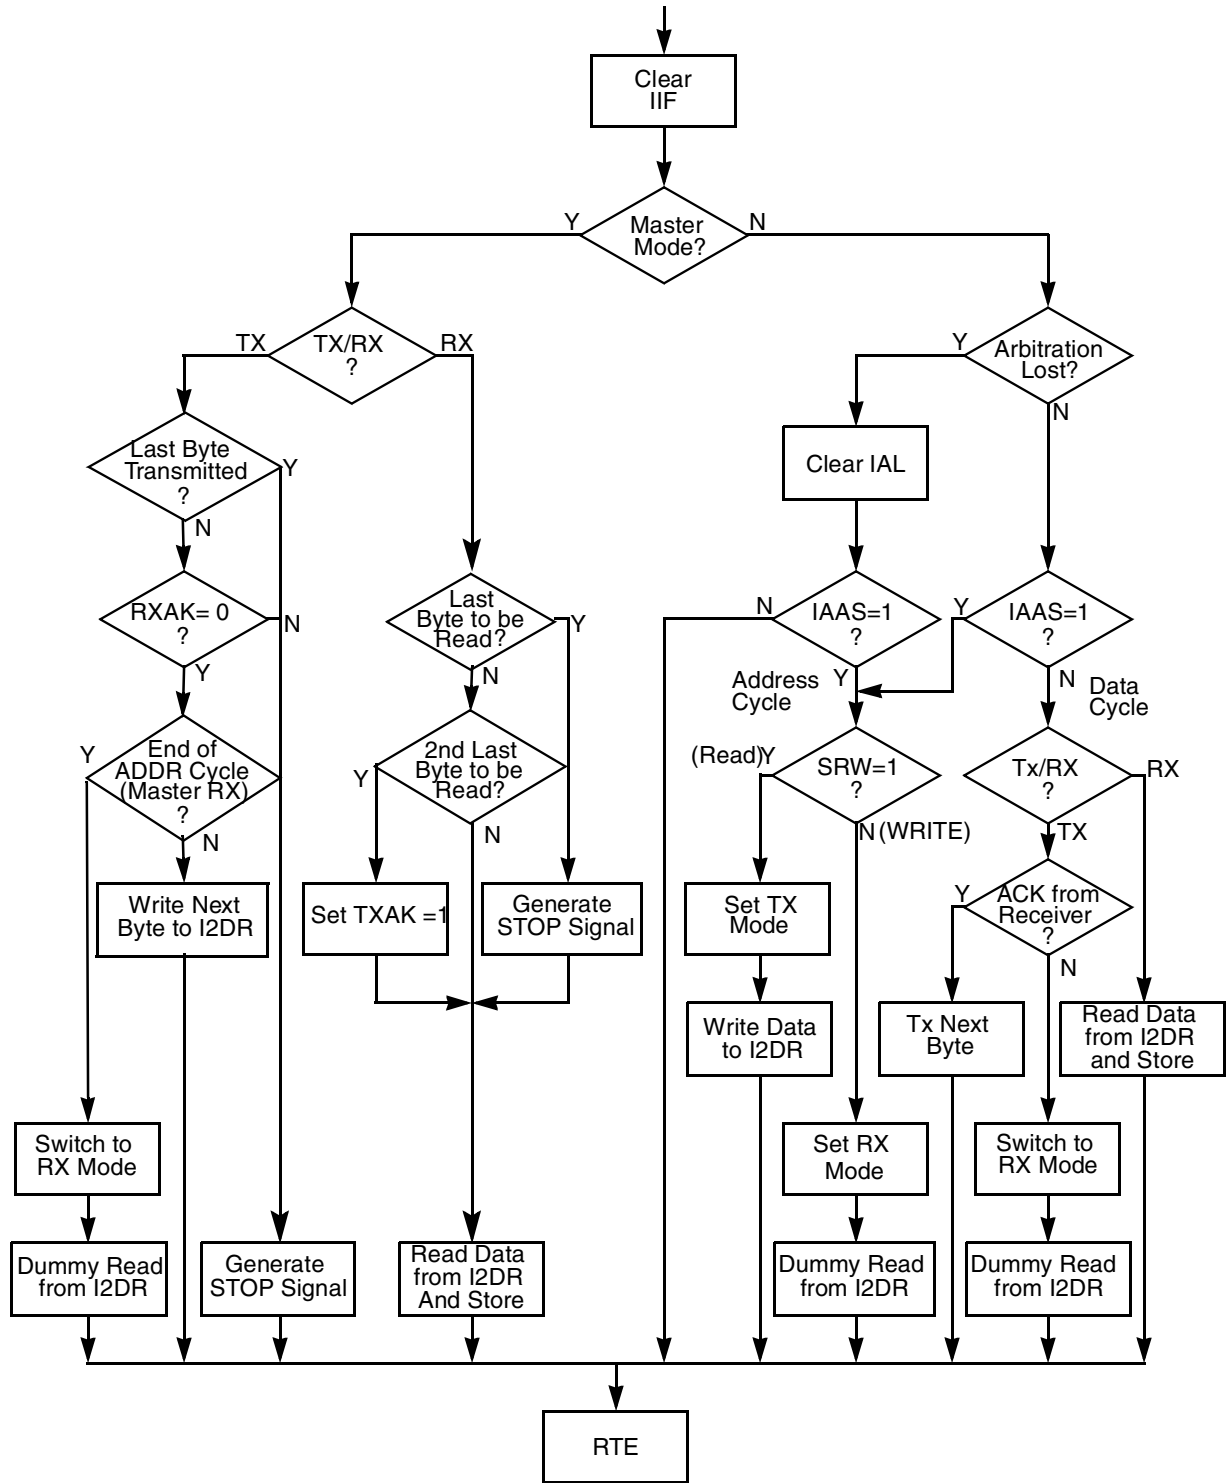 Clear
IIF
Y
Master
Mode?
N
TX
TX/RX
?
RX
Y
Arbitration
Lost?
N
Last Byte
Transmitted
?
Y
N
Clear IAL
RXAK= 0
?
N
Y
Last
Byte to be
Read?
Y
N
N
IAAS=1
?
Y
Address
Cycle
Y
IAAS=1
?
N
Data
Cycle
Y
End of
ADDR Cycle
(Master RX)
?
N
Y
2nd Last
Byte to be
Read?
N
(Read)Y
SRW=1
?
N (WRITE)
Tx/RX
?
RX
TX
Write Next
Byte to I2DR
Set TXAK =1
Generate
STOP Signal
Set TX
Mode
Y
ACK from
Receiver
?
N
Write Data
to I2DR
Tx Next
Byte
Read Data
from I2DR
and Store
Switch to
RX Mode
Set RX
Mode
Switch to
RX Mode
Dummy Read
from I2DR
Generate
STOP Signal
Read Data
from I2DR
And Store
Dummy Read
from I2DR
Dummy Read
from I2DR
RTE